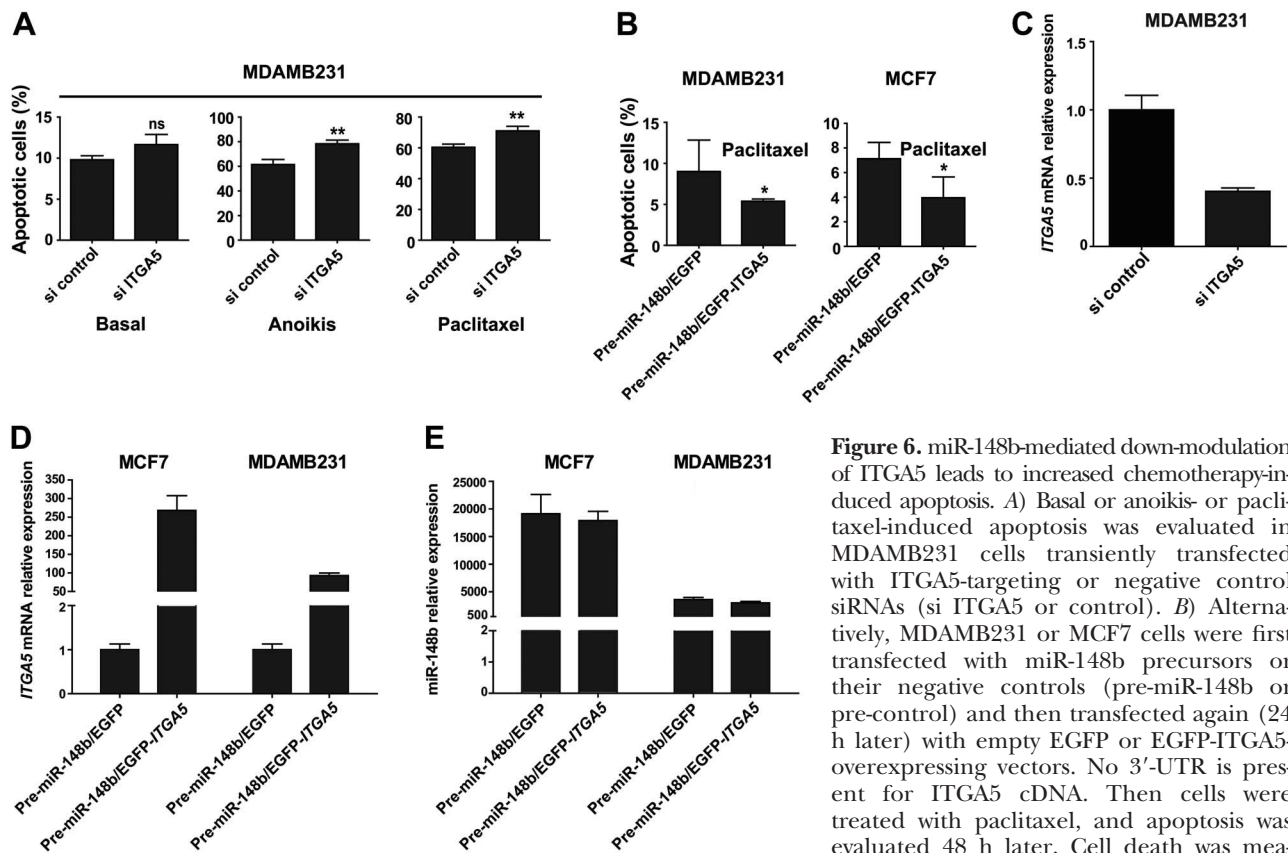 A
MDAMB231
Apoptotic cells (%)
15
10
5
0
ns
si control
si ITGA5
Basal
100
80
60
40
20
0
**
si control
si ITGA5
Anoikis
80
60
40
20
0
**
si control
si ITGA5
Paclitaxel
B
MDAMB231
Apoptotic cells (%)
15
10
5
0
Paclitaxel
*
Pre-miR-148b/EGFP
Pre-miR-148b/EGFP-ITGA5
MCF7
10
8
6
4
2
0
Paclitaxel
*
Pre-miR-148b/EGFP
Pre-miR-148b/EGFP-ITGA5
C
MDAMB231
ITGA5 mRNA relative expression
1.5
1.0
0.5
0
si control
si ITGA5
D
MCF7
MDAMB231
ITGA5 mRNA relative expression
350
300
250
200
150
100
50
2
1
0
Pre-miR-148b/EGFP
Pre-miR-148b/EGFP-ITGA5
Pre-miR-148b/EGFP
Pre-miR-148b/EGFP-ITGA5
E
MCF7
MDAMB231
miR-148b relative expression
25000
20000
15000
10000
5000
500
2
1
0
Pre-miR-148b/EGFP
Pre-miR-148b/EGFP-ITGA5
Pre-miR-148b/EGFP
Pre-miR-148b/EGFP-ITGA5
Figure 6. miR-148b-mediated down-modulation
of ITGA5 leads to increased chemotherapy-in-
duced apoptosis. A) Basal or anoikis- or pacli-
taxel-induced apoptosis was evaluated in
MDAMB231 cells transiently transfected
with ITGA5-targeting or negative control
siRNAs (si ITGA5 or control). B) Alterna-
tively, MDAMB231 or MCF7 cells were first
transfected with miR-148b precursors or
their negative controls (pre-miR-148b or
pre-control) and then transfected again (24
h later) with empty EGFP or EGFP-ITGA5-
overexpressing vectors. No 3′-UTR is pres-
ent for ITGA5 cDNA. Then cells were
treated with paclitaxel, and apoptosis was
evaluated 48 h later. Cell death was mea-